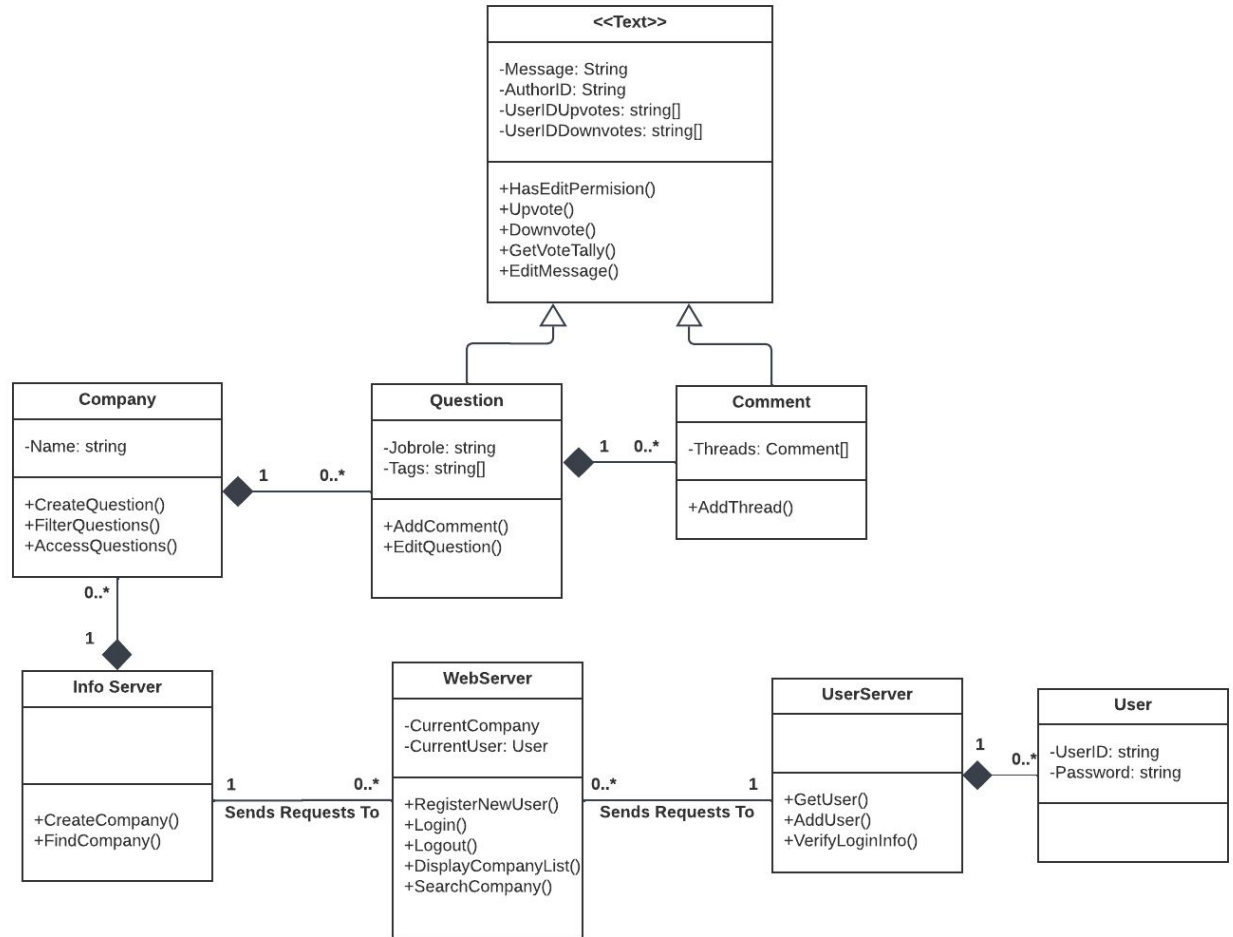 <<Text>>
-Message: String
-AuthorID: String
-UserIDUpvotes: string[]
-UserIDDownvotes: string[]
+HasEditPermision()
+Upvote()
+Downvote()
+GetVoteTally()
+EditMessage()
Company
-Name: string
+CreateQuestion()
+FilterQuestions()
+AccessQuestions()
1
0..*
Question
-Jobrole: string
-Tags: string[]
+AddComment()
+EditQuestion()
1
0..*
Comment
-Threads: Comment[]
+AddThread()
0..*
1
Info Server
+CreateCompany()
+FindCompany()
1
0..*
Sends Requests To
WebServer
-CurrentCompany
-CurrentUser: User
+RegisterNewUser()
+Login()
+Logout()
+DisplayCompanyList()
+SearchCompany()
0..*
1
Sends Requests To
UserServer
+GetUser()
+AddUser()
+VerifyLoginInfo()
1
0..*
User
-UserID: string
-Password: string